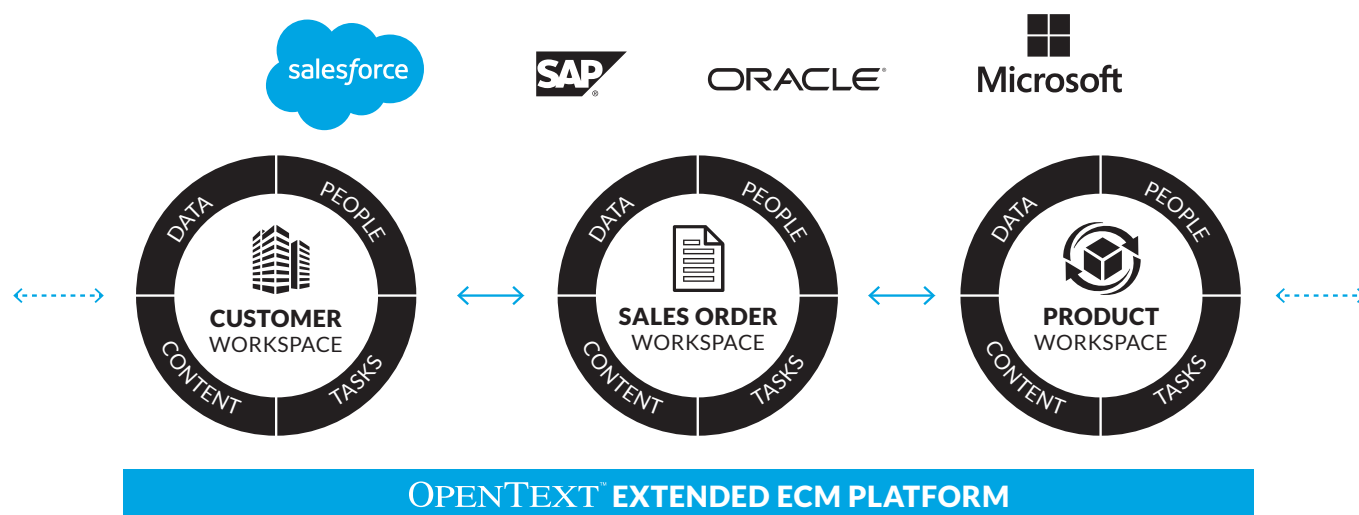 salesforce
SAP®
ORACLE®
Microsoft
DATA
PEOPLE
CUSTOMER
WORKSPACE
CONTENT
TASKS
DATA
PEOPLE
SALES ORDER
WORKSPACE
CONTENT
TASKS
DATA
PEOPLE
PRODUCT
WORKSPACE
CONTENT
TASKS
OPENTEXT™ EXTENDED ECM PLATFORM